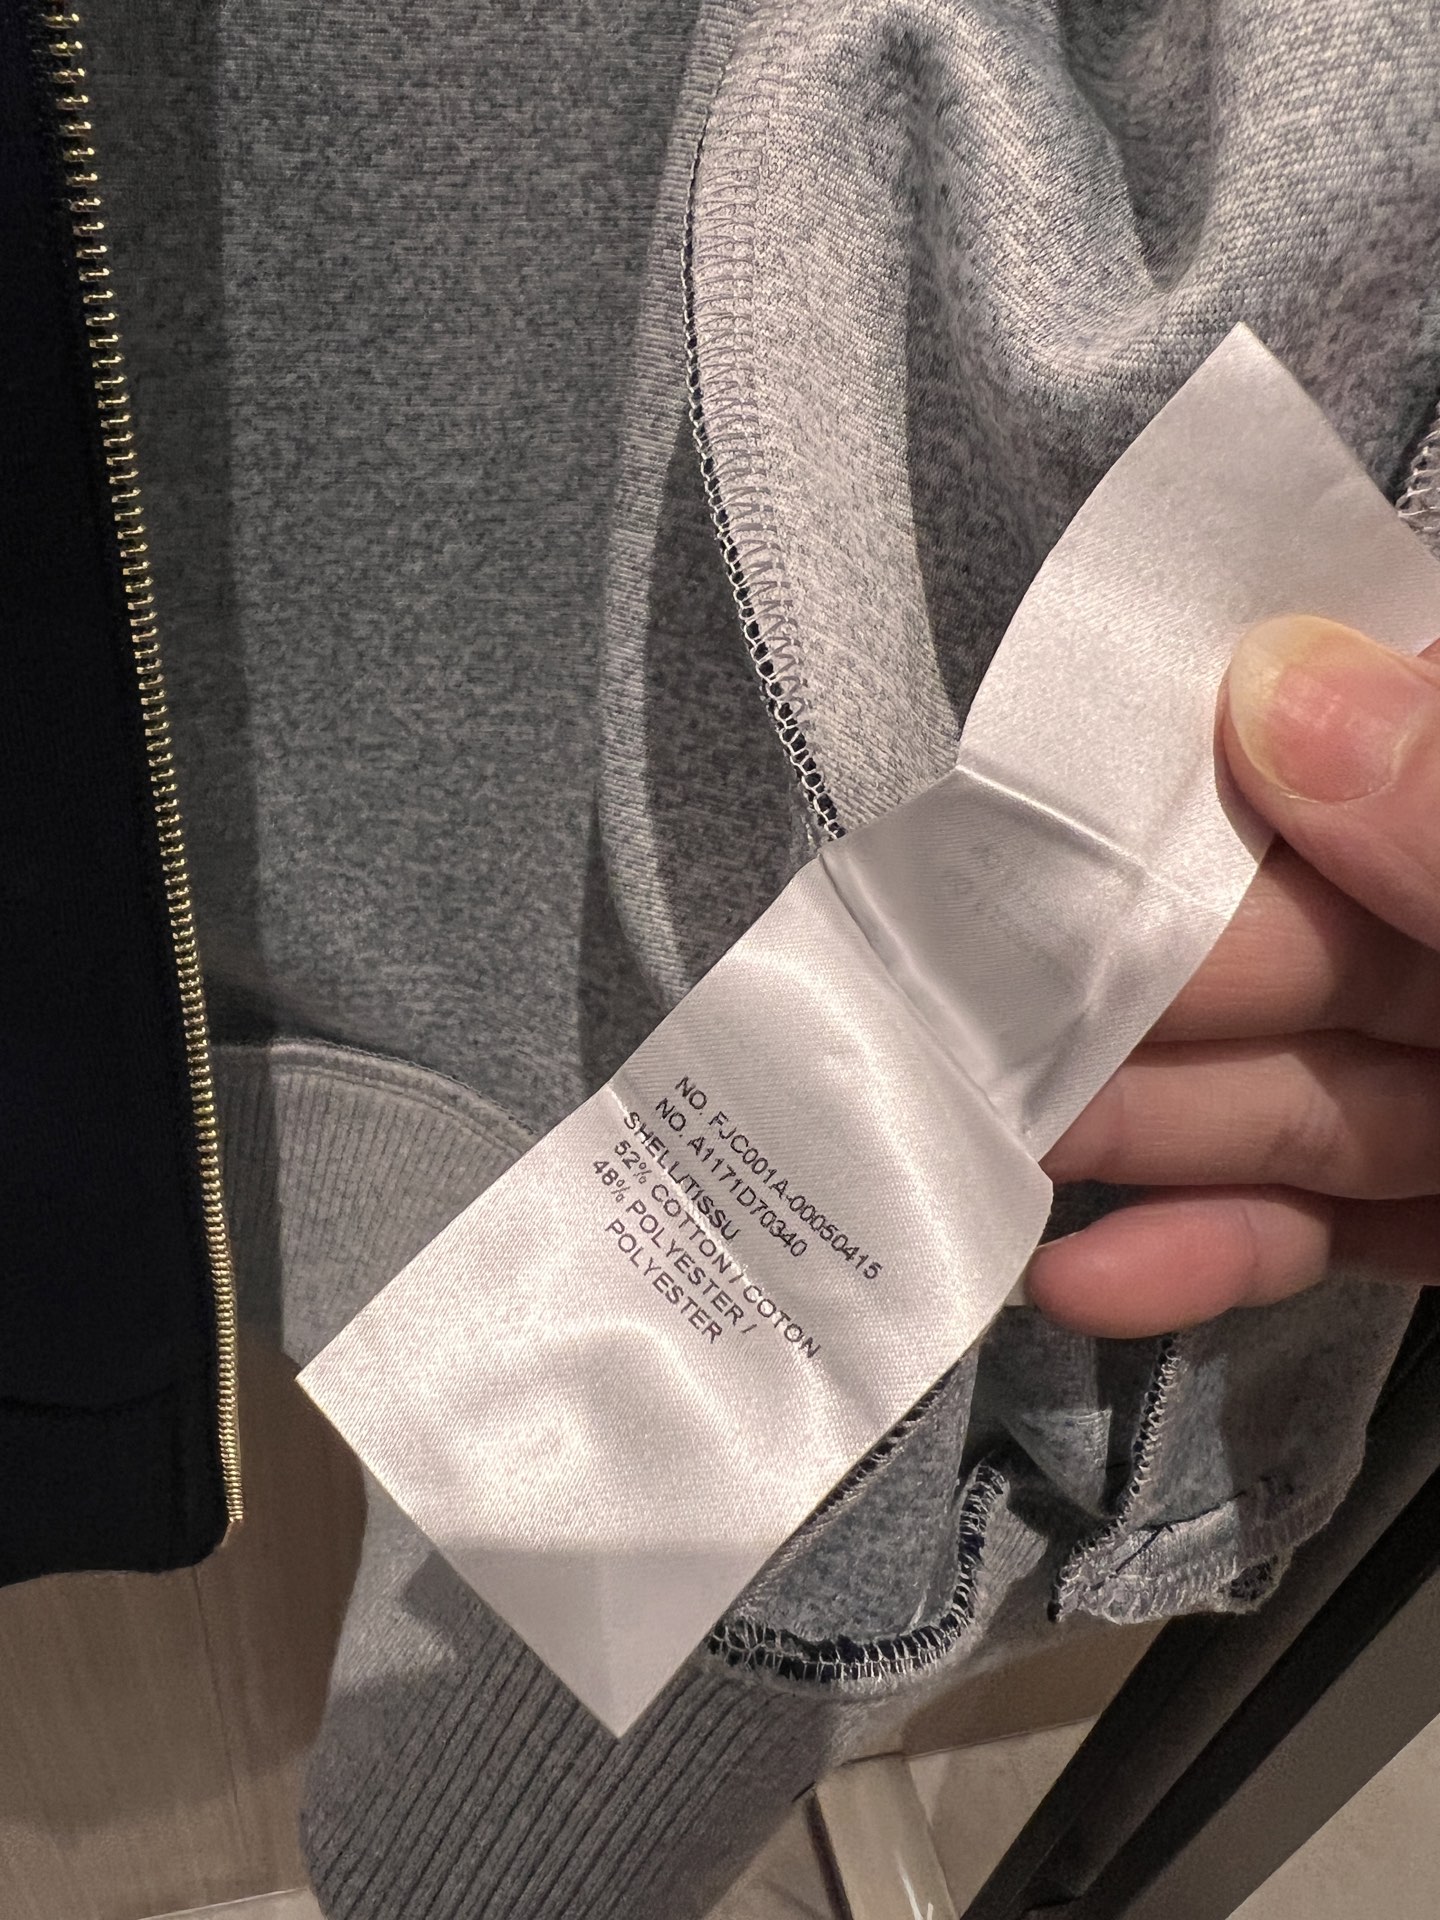 NO. FJC001A-00050415
NO. A1171D70340
SHELL/TISSU
52% COTTON / COTON
48% POLYESTER /
POLYESTER